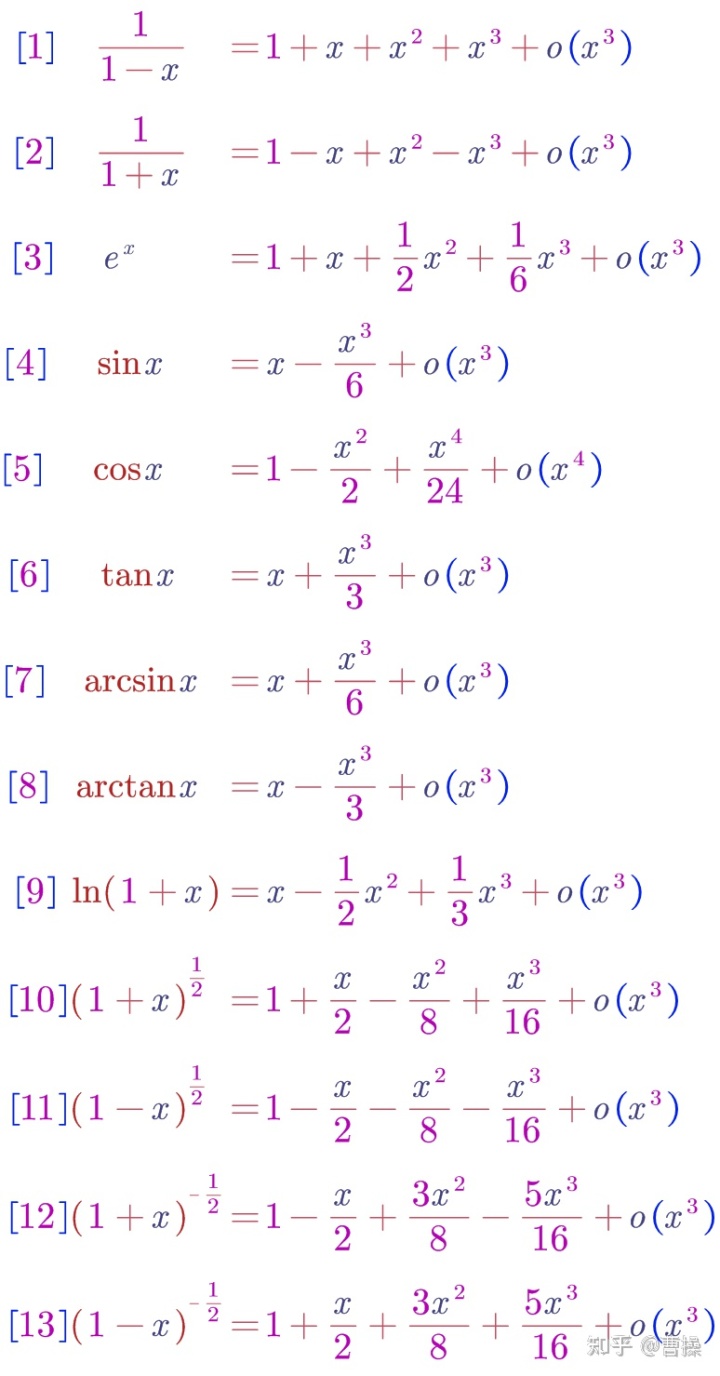 [1] \frac{1}{1-x} = 1 + x + x^2 + x^3 + o(x^3)
[2] \frac{1}{1+x} = 1 - x + x^2 - x^3 + o(x^3)
[3] e^x = 1 + x + \frac{1}{2}x^2 + \frac{1}{6}x^3 + o(x^3)
[4] sin x = x - \frac{x^3}{6} + o(x^3)
[5] cos x = 1 - \frac{x^2}{2} + \frac{x^4}{24} + o(x^4)
[6] tan x = x + \frac{x^3}{3} + o(x^3)
[7] arcsin x = x + \frac{x^3}{6} + o(x^3)
[8] arctan x = x - \frac{x^3}{3} + o(x^3)
[9] ln(1 + x) = x - \frac{1}{2}x^2 + \frac{1}{3}x^3 + o(x^3)
[10] (1 + x)^{\frac{1}{2}} = 1 + \frac{x}{2} - \frac{x^2}{8} + \frac{x^3}{16} + o(x^3)
[11] (1 - x)^{\frac{1}{2}} = 1 - \frac{x}{2} - \frac{x^2}{8} - \frac{x^3}{16} + o(x^3)
[12] (1 + x)^{-\frac{1}{2}} = 1 - \frac{x}{2} + \frac{3x^2}{8} - \frac{5x^3}{16} + o(x^3)
[13] (1 - x)^{-\frac{1}{2}} = 1 + \frac{x}{2} + \frac{3x^2}{8} + \frac{5x^3}{16} + o(x^3)
知乎 @曹操